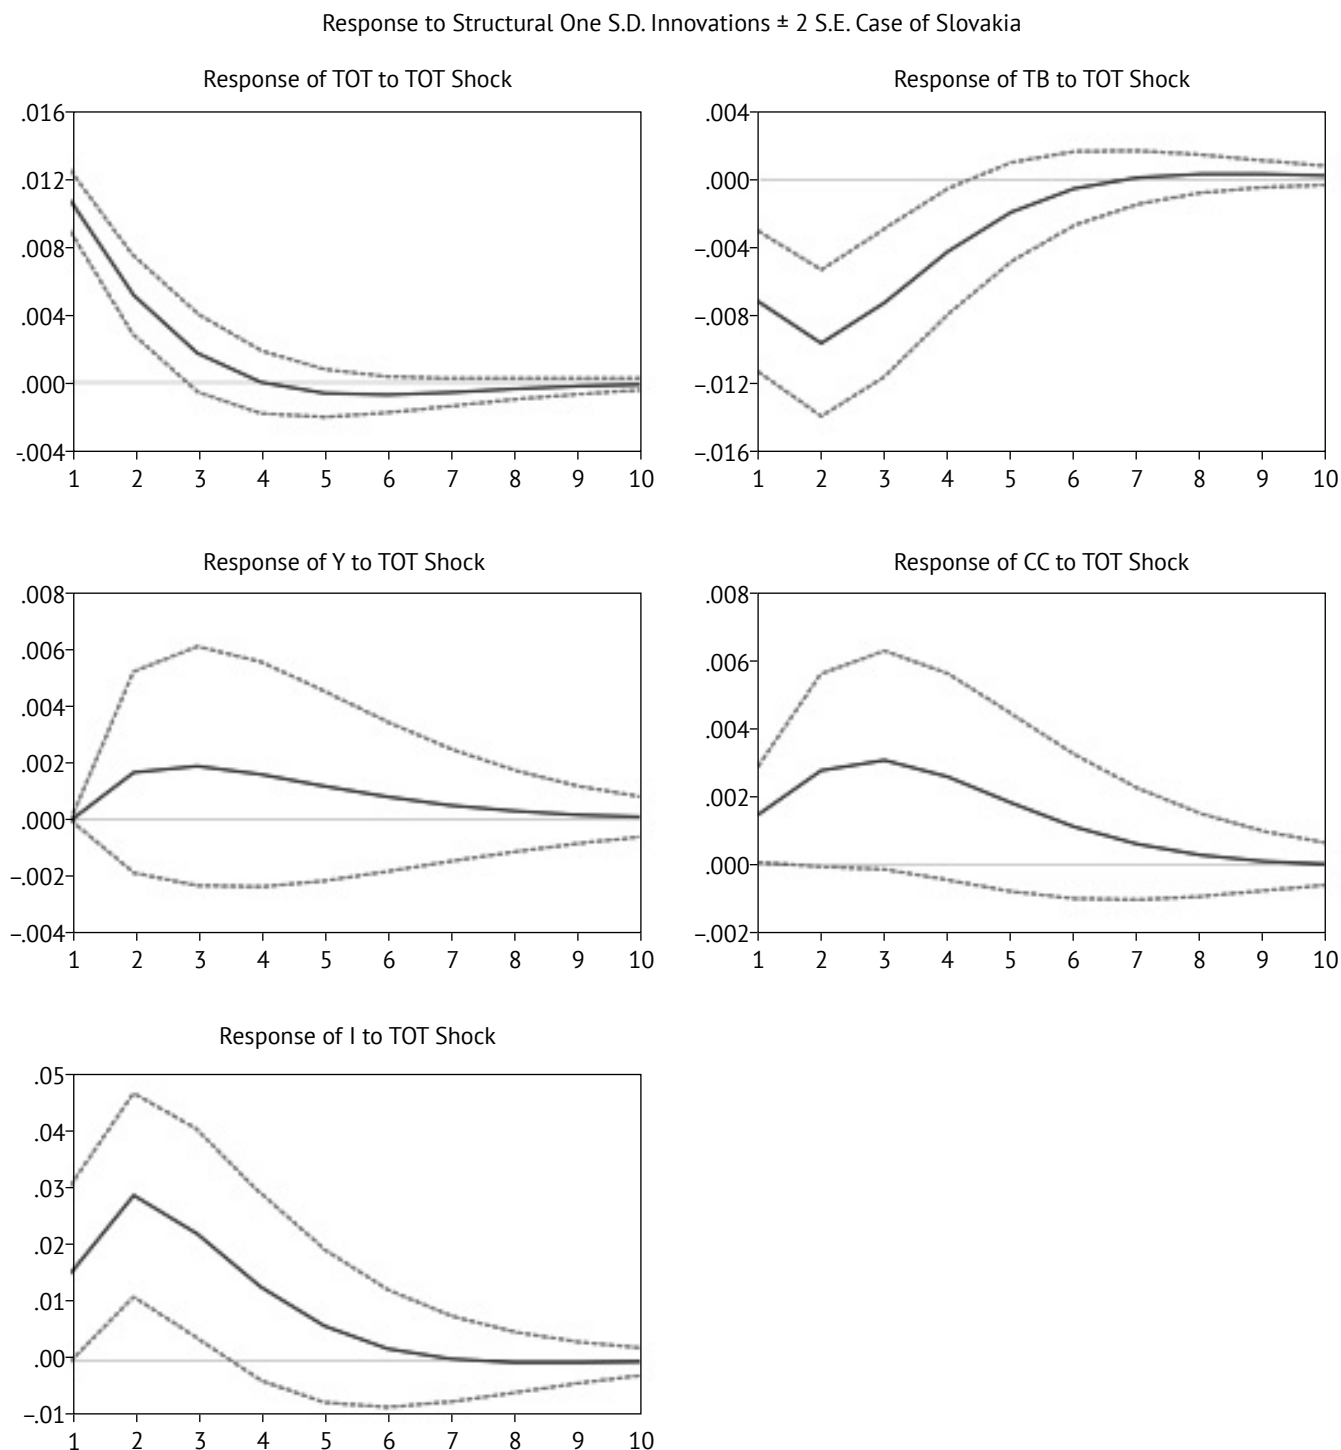 Response to Structural One S.D. Innovations ± 2 S.E. Case of Slovakia
Response of TOT to TOT Shock
.016
.012
.008
.004
.000
-.004
1 2 3 4 5 6 7 8 9 10
Response of TB to TOT Shock
.004
.000
–.004
–.008
–.012
–.016
1 2 3 4 5 6 7 8 9 10
Response of Y to TOT Shock
.008
.006
.004
.002
.000
–.002
–.004
1 2 3 4 5 6 7 8 9 10
Response of CC to TOT Shock
.008
.006
.004
.002
.000
–.002
1 2 3 4 5 6 7 8 9 10
Response of I to TOT Shock
.05
.04
.03
.02
.01
.00
–.01
1 2 3 4 5 6 7 8 9 10